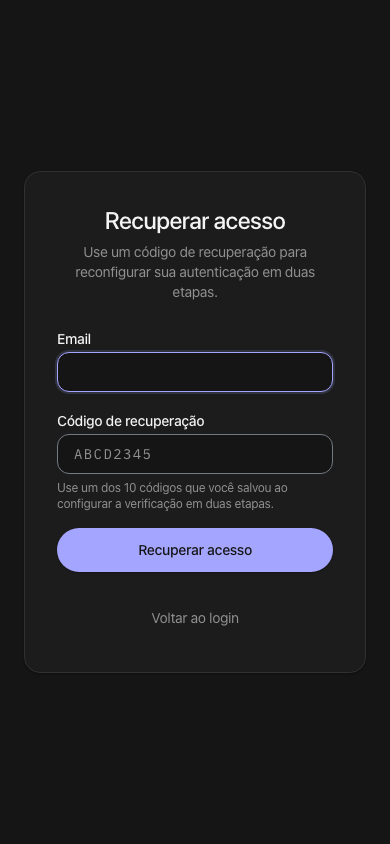 Recuperar acesso
Use um código de recuperação para
reconfigurar sua autenticação em duas
etapas.
Email
Código de recuperação
ABCD2345
Use um dos 10 códigos que você salvou ao
configurar a verificação em duas etapas.
Recuperar acesso
Voltar ao login